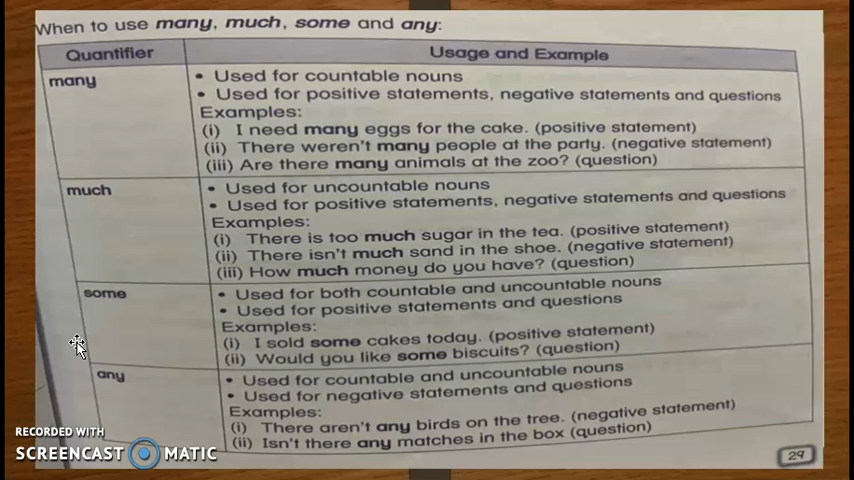 When to use many, much, some and any:
Quantifier
Usage and Example
many
• Used for countable nouns
• Used for positive statements, negative statements and questions
Examples:
(i) I need many eggs for the cake. (positive statement)
(ii) There weren't many people at the party. (negative statement)
(iii) Are there many animals at the zoo? (question)
much
• Used for uncountable nouns
• Used for positive statements, negative statements and questions
Examples:
(i) There is too much sugar in the tea. (positive statement)
(ii) There isn't much sand in the shoe. (negative statement)
(iii) How much money do you have? (question)
some
• Used for both countable and uncountable nouns
• Used for positive statements and questions
Examples:
(i) I sold some cakes today. (positive statement)
(ii) Would you like some biscuits? (question)
any
• Used for countable and uncountable nouns
• Used for negative statements and questions
Examples:
(i) There aren't any birds on the tree. (negative statement)
(ii) Isn't there any matches in the box (question)
29
RECORDED WITH
SCREENCAST MATIC